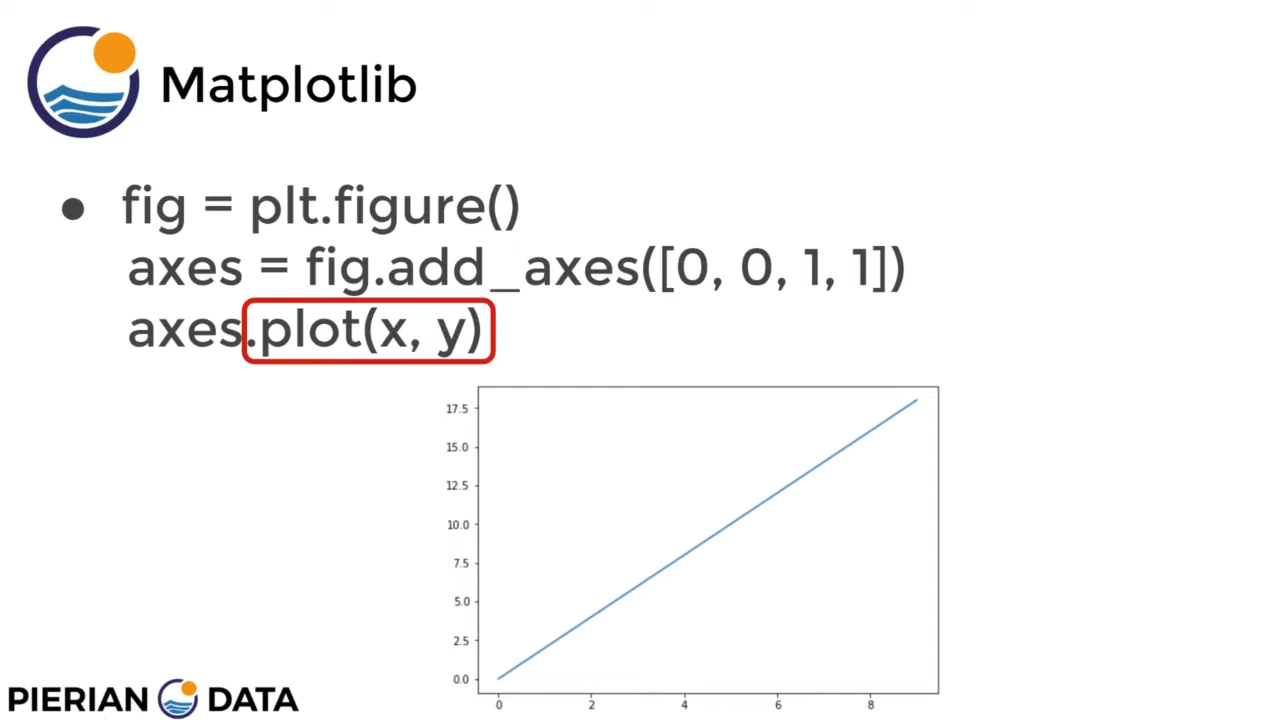 Matplotlib
● fig = plt.figure()
axes = fig.add_axes([0, 0, 1, 1])
axes.plot(x, y)
17.5
15.0
12.5
10.0
7.5
5.0
2.5
0.0
0 2 4 6 8
PIERIAN DATA